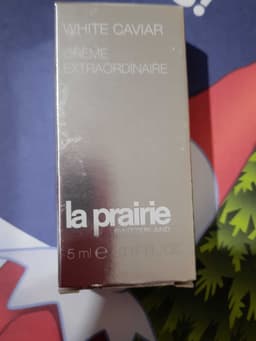 WHITE CAVIAR
CRÈME
EXTRAORDINAIRE
la prairie
SWITZERLAND
5 ml e